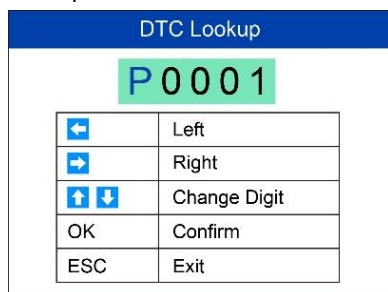 DTC Lookup
P0001
Left
Right
Change Digit
OK Confirm
ESC Exit